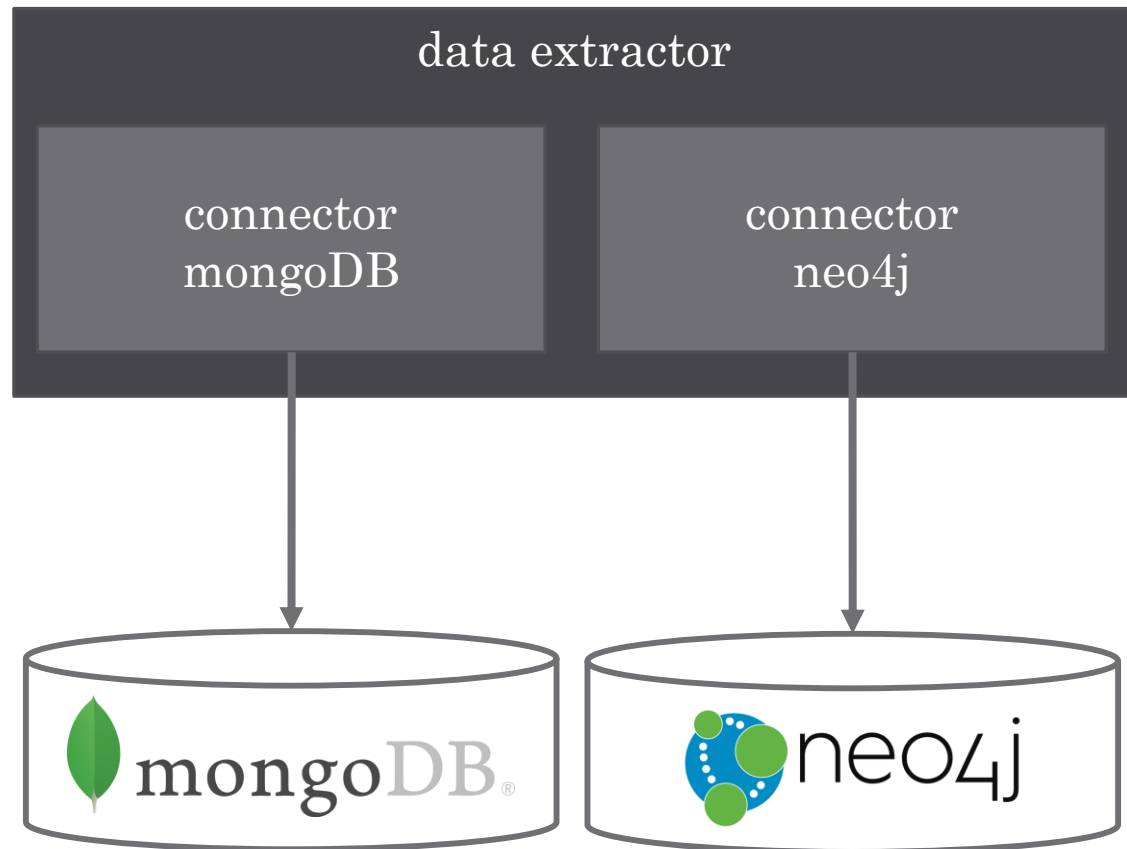 data extractor
connector
mongoDB
connector
neo4j
mongoDB®
neo4j